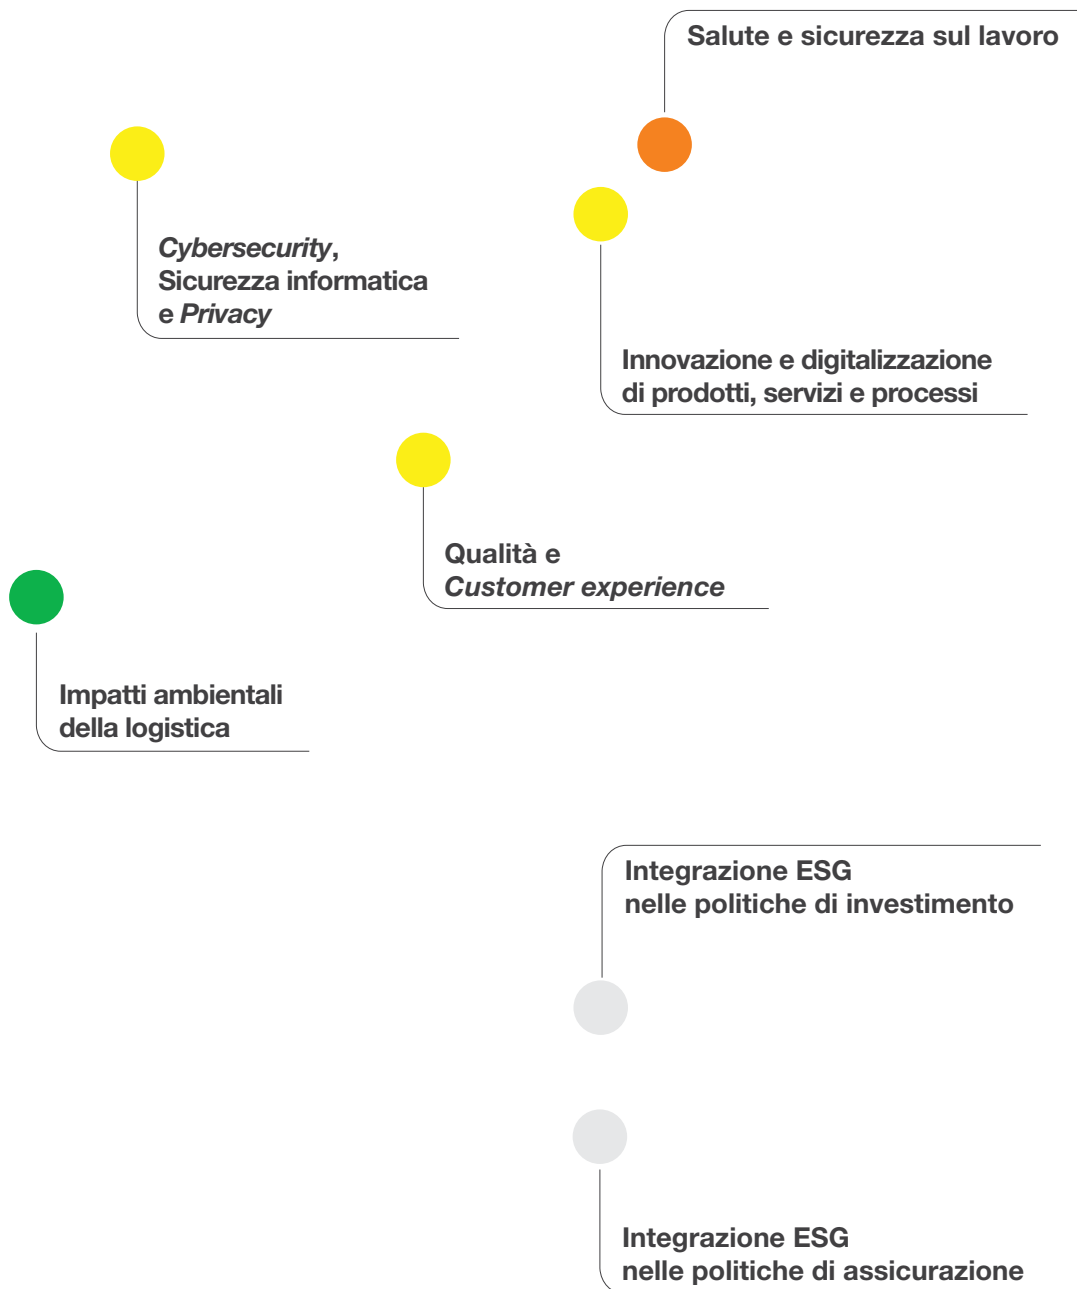 Salute e sicurezza sul lavoro
Cybersecurity,
Sicurezza informatica
e Privacy
Innovazione e digitalizzazione
di prodotti, servizi e processi
Qualità e
Customer experience
Impatti ambientali
della logistica
Integrazione ESG
nelle politiche di investimento
Integrazione ESG
nelle politiche di assicurazione